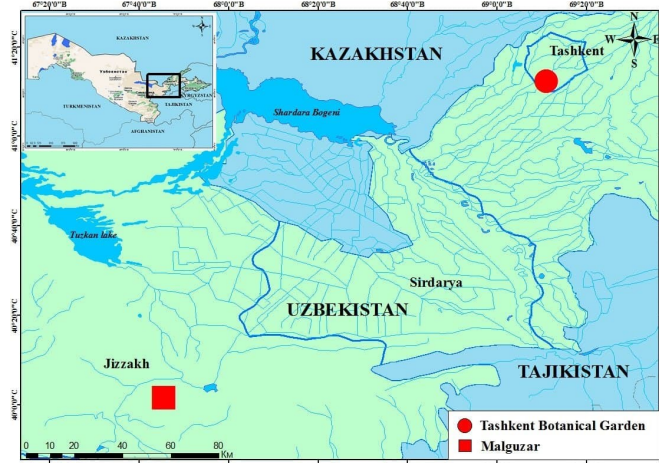 67°20'0"C 67°40'0"C 68°0'0"C 68°20'0"C 68°40'0"C 69°0'0"C 69°20'0"C
N
W E
S
KAZAKHSTAN
KAZAKHSTAN
Tashkent
TURKMENISTAN
TAJIKISTAN
AFGHANISTAN
Shardara Bogeni
41°20'0"C
41°0'0"C
40°40'0"C
40°20'0"C
40°0'0"C
Tuzkan lake
Sirdarya
UZBEKISTAN
Jizzakh
TAJIKISTAN
Tashkent Botanical Garden
Malguzar
0 10 20 40 60 80
KM